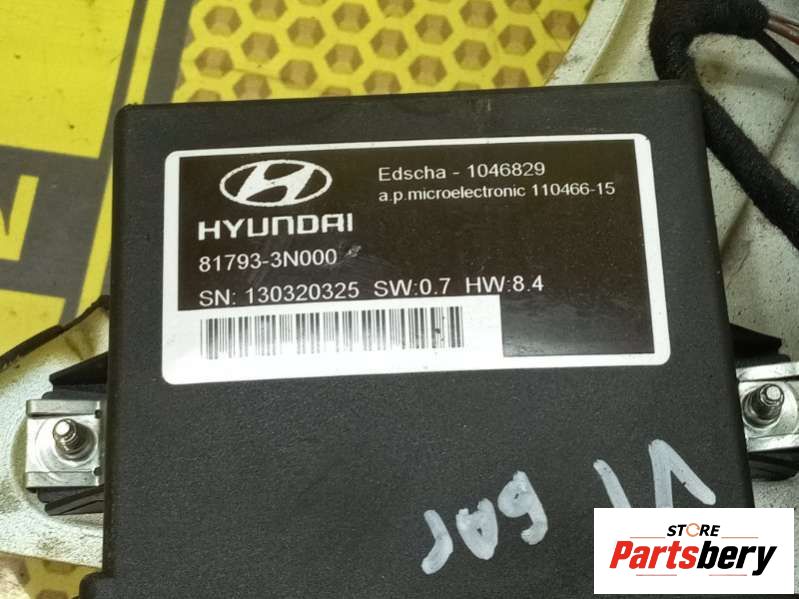 Edscha - 1046829
a.p.microelectronic 110466-15
HYUNDAI
81793-3N000
SN: 130320325 SW:0.7 HW:8.4
STORE
Partsbery